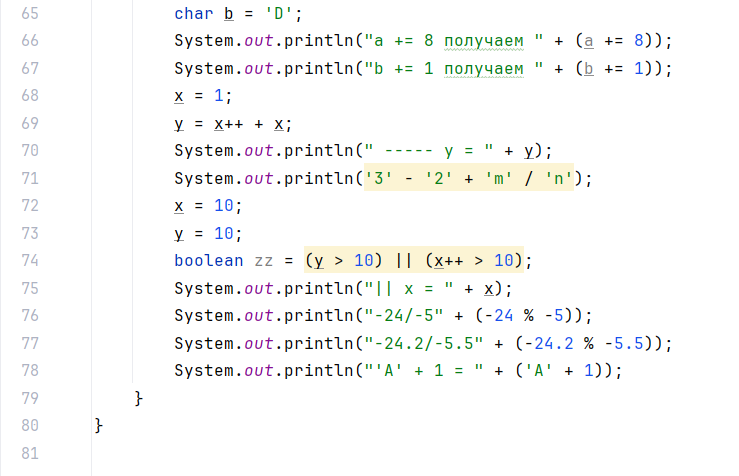 65 char b = 'D';
66 System.out.println("a += 8 получаем " + (a += 8));
67 System.out.println("b += 1 получаем " + (b += 1));
68 x = 1;
69 y = x++ + x;
70 System.out.println(" ----- y = " + y);
71 System.out.println('3' - '2' + 'm' / 'n');
72 x = 10;
73 y = 10;
74 boolean zz = (y > 10) || (x++ > 10);
75 System.out.println("|| x = " + x);
76 System.out.println("-24/-5" + (-24 % -5));
77 System.out.println("-24.2/-5.5" + (-24.2 % -5.5));
78 System.out.println("'A' + 1 = " + ('A' + 1));
79 }
80 }
81